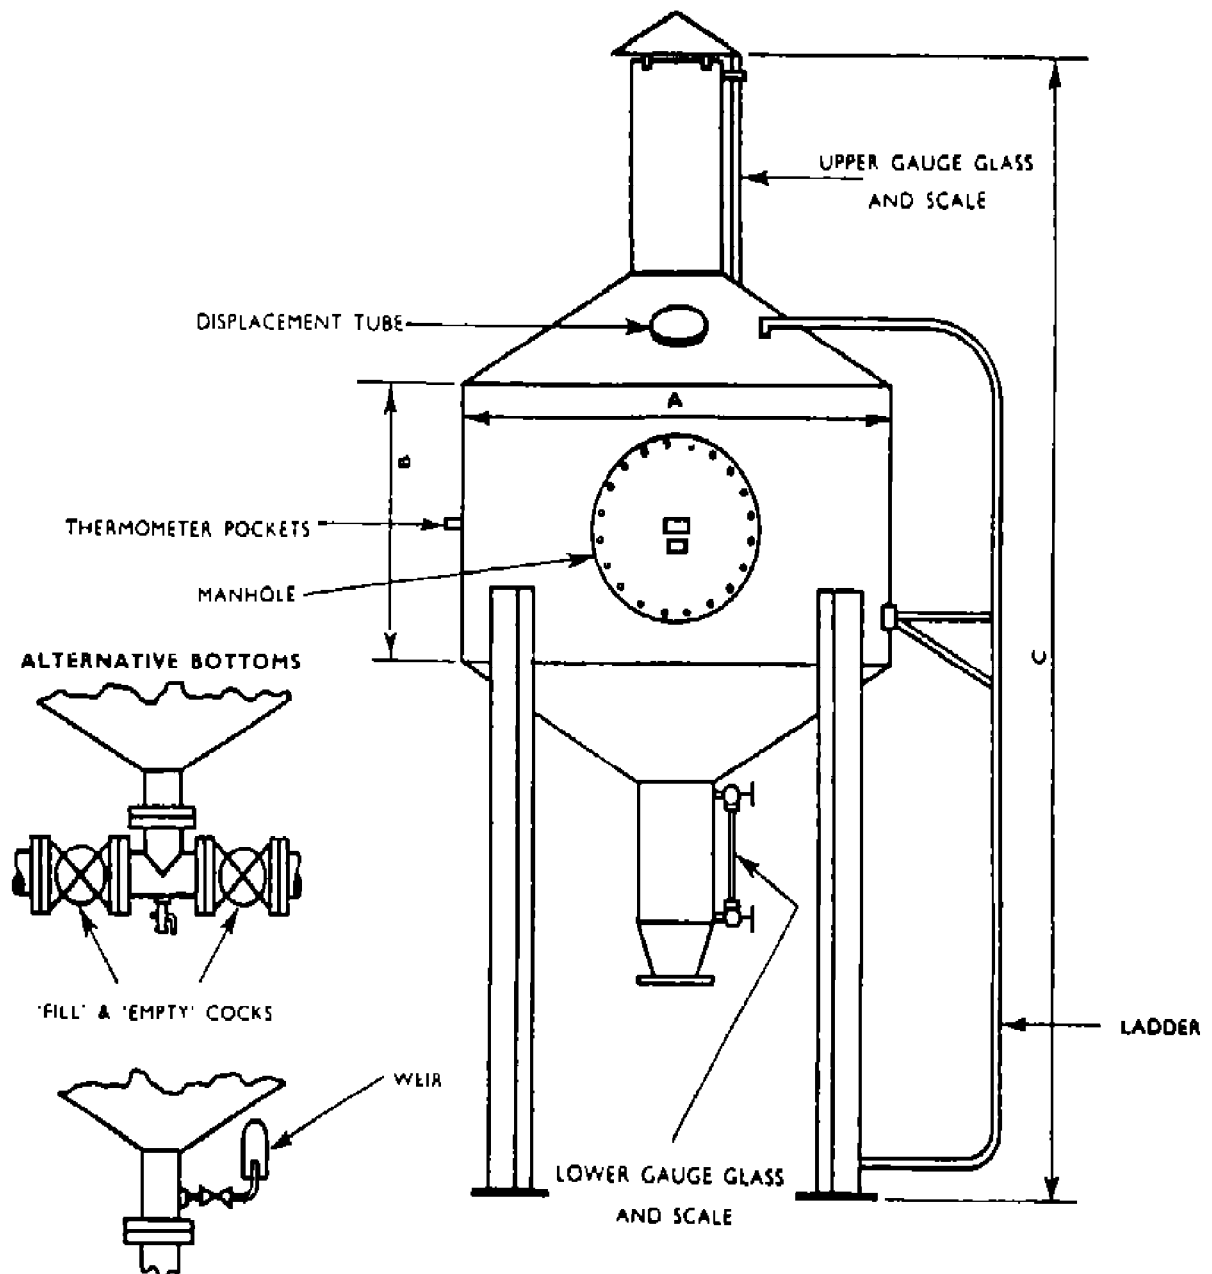 UPPER GAUGE GLASS
AND SCALE
DISPLACEMENT TUBE
A
B
THERMOMETER POCKETS
MANHOLE
C
ALTERNATIVE BOTTOMS
'FILL' & 'EMPTY' COCKS
LADDER
WEIR
LOWER GAUGE GLASS
AND SCALE